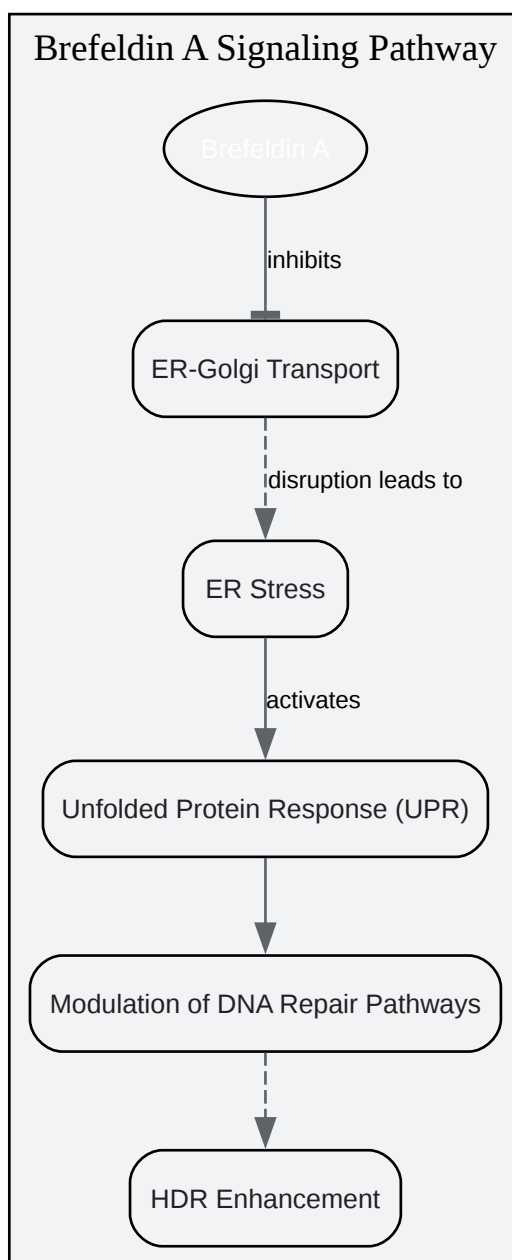 Brefeldin A Signaling Pathway
Brefeldin A
inhibits
ER-Golgi Transport
disruption leads to
ER Stress
activates
Unfolded Protein Response (UPR)
Modulation of DNA Repair Pathways
HDR Enhancement